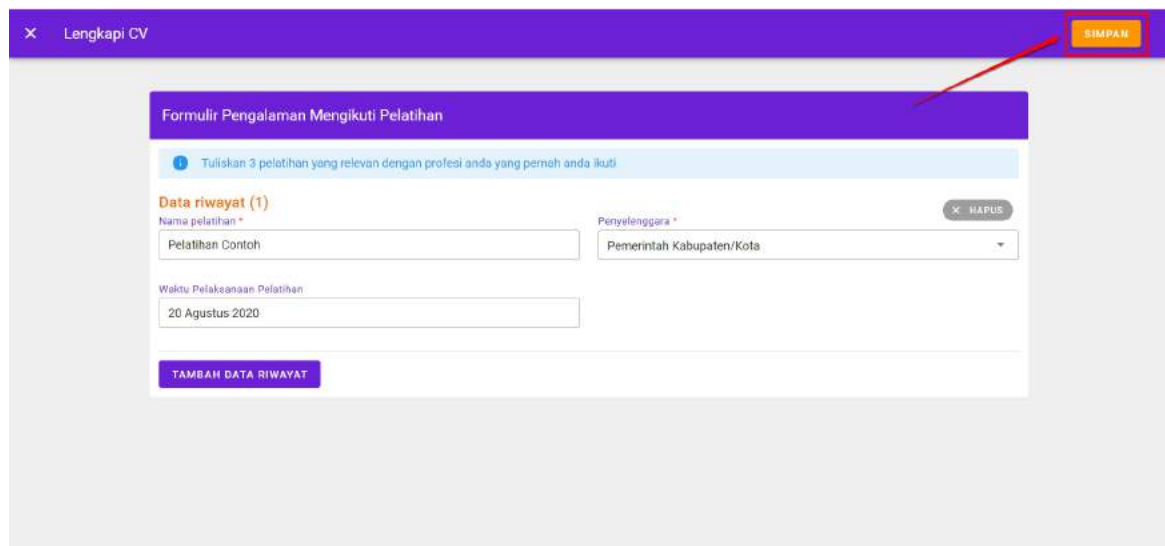 Lengkapi CV
SIMPAN
Formulir Pengalaman Mengikuti Pelatihan
Tuliskan 3 pelatihan yang relevan dengan profesi anda yang pernah anda ikuti
Data riwayat (1)
HAPUS
Nama pelatihan *
Penyelenggara *
Pelatihan Contoh
Pemerintah Kabupaten/Kota
Waktu Pelaksanaan Pelatihan
20 Agustus 2020
TAMBAH DATA RIWAYAT